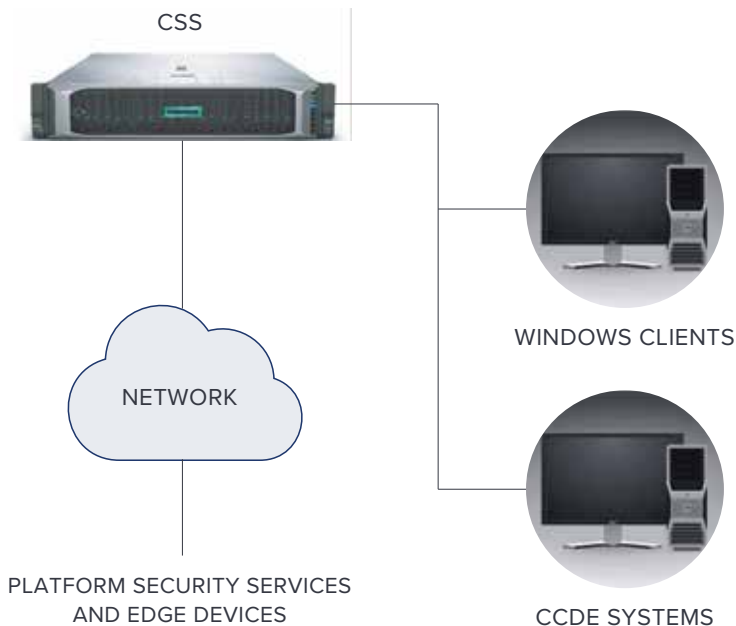 CSS
WINDOWS CLIENTS
NETWORK
PLATFORM SECURITY SERVICES
AND EDGE DEVICES
CCDE SYSTEMS